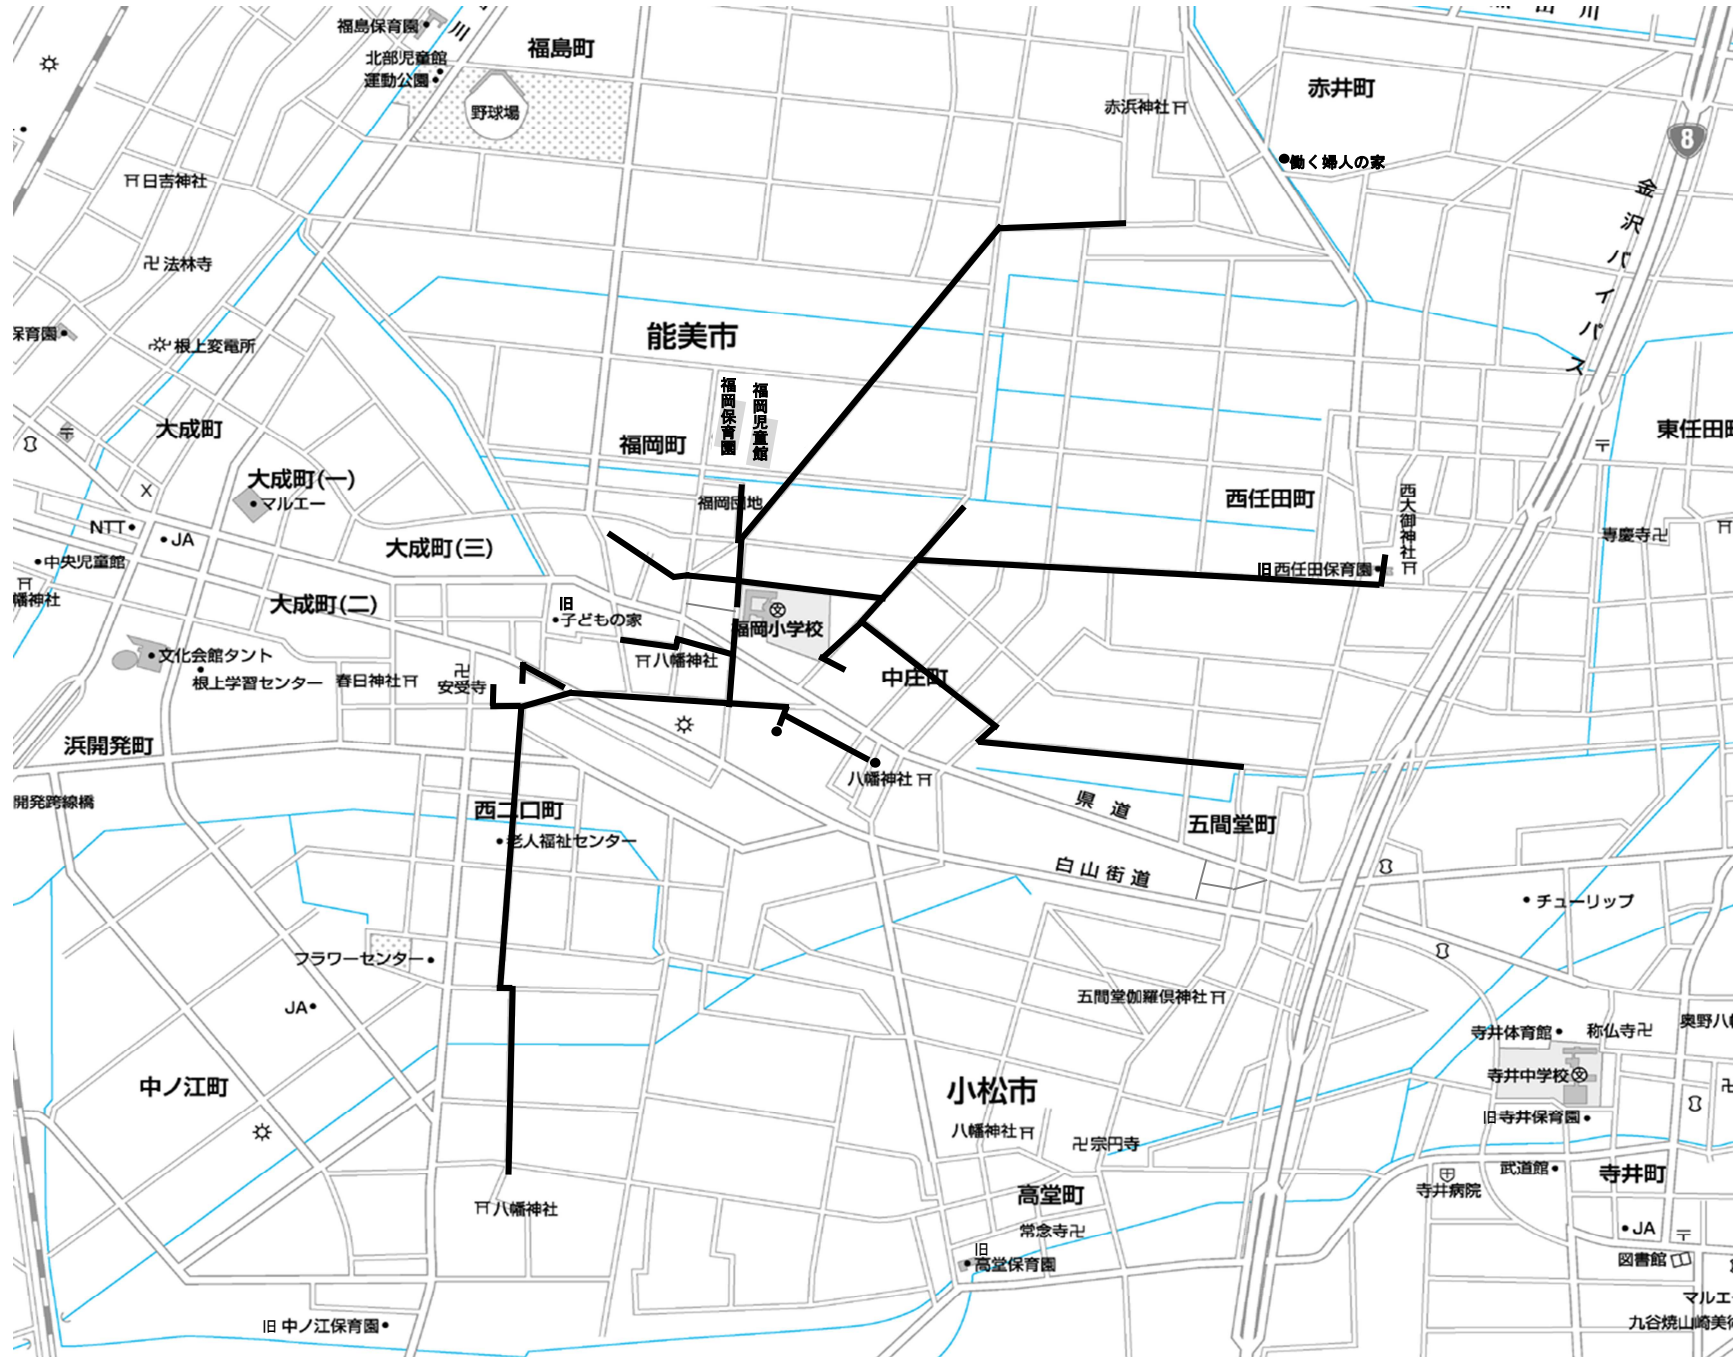 福島保育園
川
北部児童館
運動公園
福島町
野球場
赤浜神社
赤井町
8
働く婦人の家
金沢バイパス
日吉神社
法林寺
保育園
根上変電所
能美市
福岡保育園
福岡児童館
大成町
福岡町
東任田町
大成町(一)
マルエー
福岡団地
西任田町
西大御神社
NTT
JA
専慶寺
中央児童館
大成町(三)
旧西任田保育園
幡神社
大成町(二)
旧
子どもの家
福岡小学校
文化会館タント
根上学習センター
春日神社
安受寺
八幡神社
中庄町
浜開発町
八幡神社
開発跨線橋
県道
西二口町
老人福祉センター
五間堂町
白山街道
チューリップ
フラワーセンター
JA
五間堂伽羅倶神社
寺井体育館
称仏寺
奥野八幡
中ノ江町
小松市
寺井中学校
旧寺井保育園
八幡神社
宗円寺
武道館
寺井町
高堂町
寺井病院
八幡神社
常念寺
JA
旧
高堂保育園
図書館
マルエー
旧 中ノ江保育園
九谷焼山崎美術